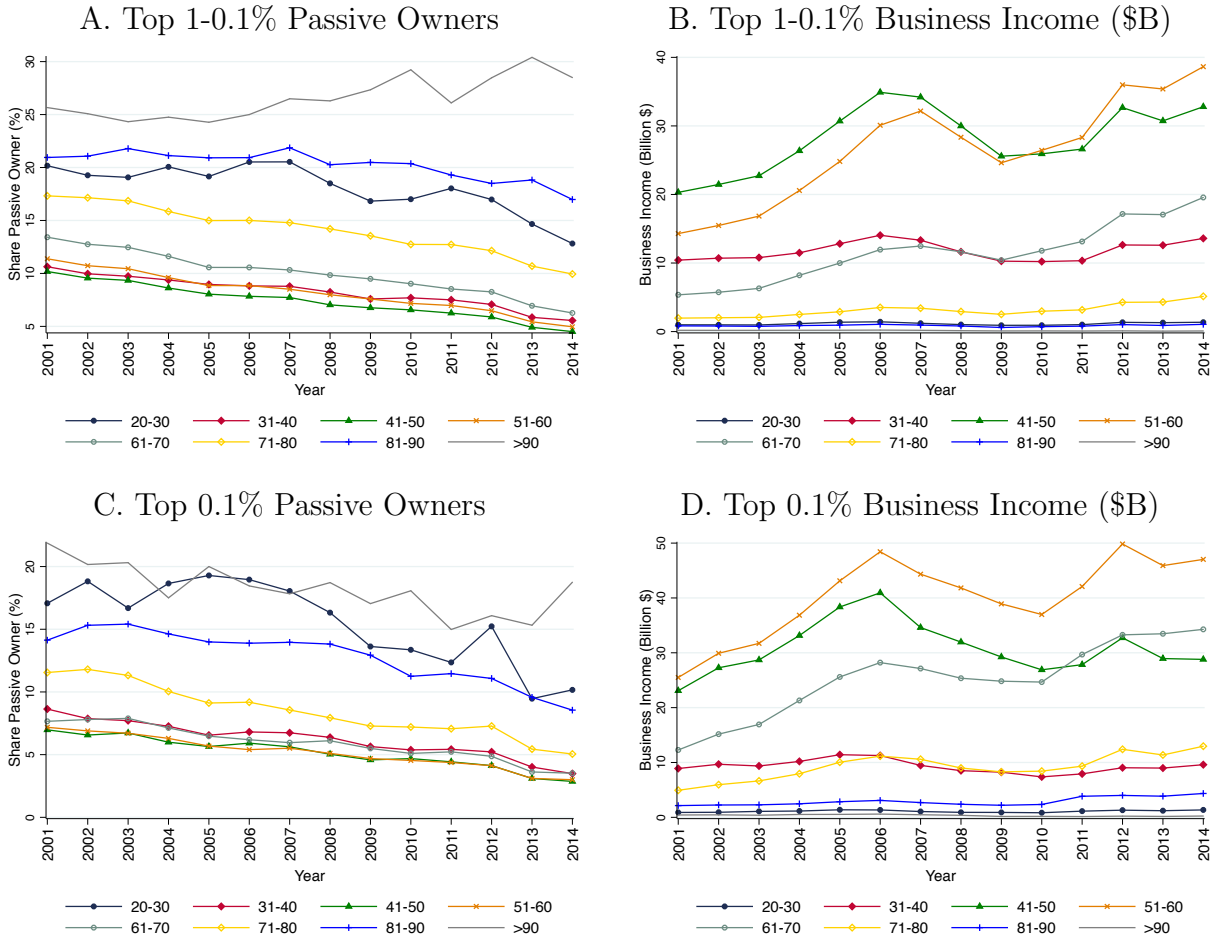 A. Top 1-0.1% Passive Owners
Share Passive Owner (%)
30
25
20
15
10
5
2001 2002 2003 2004 2005 2006 2007 2008 2009 2010 2011 2012 2013 2014
Year
20-30 31-40 41-50 51-60
61-70 71-80 81-90 >90
B. Top 1-0.1% Business Income ($B)
Business Income (Billion $)
40
30
20
10
0
2001 2002 2003 2004 2005 2006 2007 2008 2009 2010 2011 2012 2013 2014
Year
20-30 31-40 41-50 51-60
61-70 71-80 81-90 >90
C. Top 0.1% Passive Owners
Share Passive Owner (%)
20
15
10
5
0
2001 2002 2003 2004 2005 2006 2007 2008 2009 2010 2011 2012 2013 2014
Year
20-30 31-40 41-50 51-60
61-70 71-80 81-90 >90
D. Top 0.1% Business Income ($B)
Business Income (Billion $)
50
40
30
20
10
0
2001 2002 2003 2004 2005 2006 2007 2008 2009 2010 2011 2012 2013 2014
Year
20-30 31-40 41-50 51-60
61-70 71-80 81-90 >90